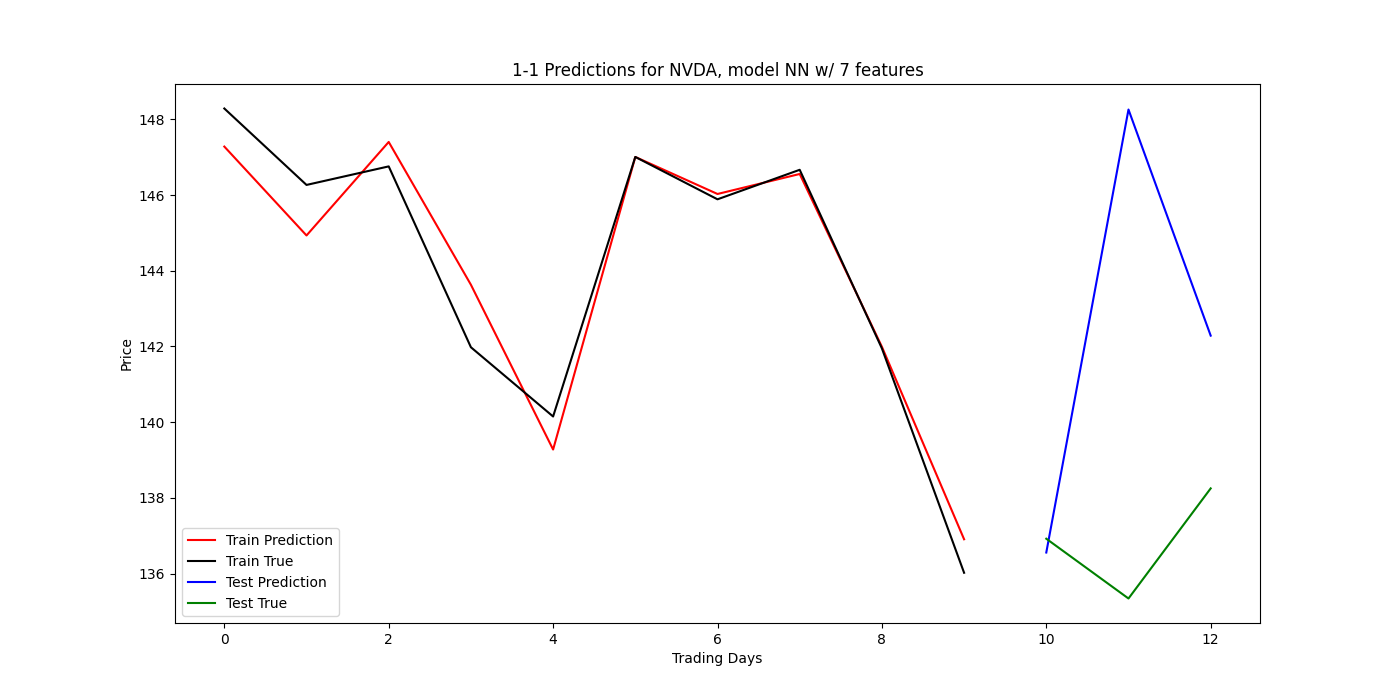 1-1 Predictions for NVDA, model NN w/ 7 features
148
146
144
142
140
138
136
Price
Train Prediction
Train True
Test Prediction
Test True
0 2 4 6 8 10 12
Trading Days